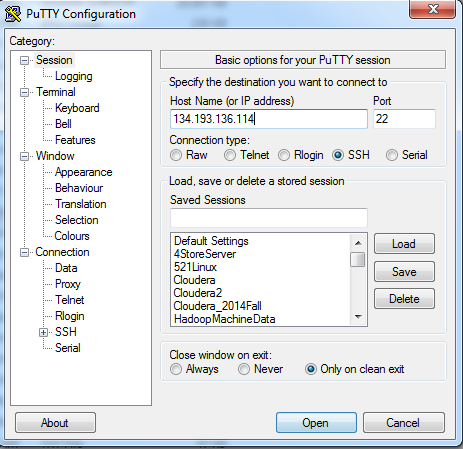 PuTTY Configuration
Category:
Session
Logging
Terminal
Keyboard
Bell
Features
Window
Appearance
Behaviour
Translation
Selection
Colours
Connection
Data
Proxy
Telnet
Rlogin
SSH
Serial
Basic options for your PuTTY session
Specify the destination you want to connect to
Host Name (or IP address) Port
134.193.136.114 22
Connection type:
Raw Telnet Rlogin SSH Serial
Load, save or delete a stored session
Saved Sessions
Default Settings
4StoreServer
521Linux
Cloudera
Cloudera2
Cloudera_2014Fall
HadoopMachineData
Load
Save
Delete
Close window on exit:
Always Never Only on clean exit
About Open Cancel